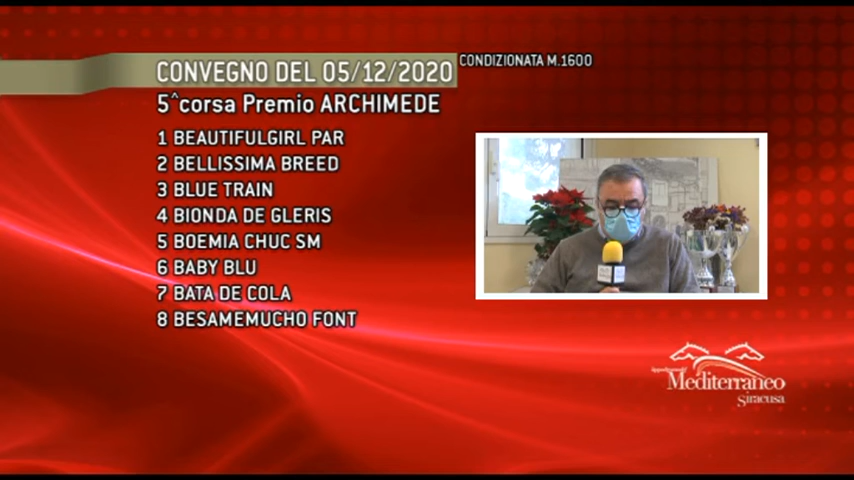 CONVEGNO DEL 05/12/2020
CONDIZIONATA M.1600
5^corsa Premio ARCHIMEDE
1 BEAUTIFULGIRL PAR
2 BELLISSIMA BREED
3 BLUE TRAIN
4 BIONDA DE GLERIS
5 BOEMIA CHUC SM
6 BABY BLU
7 BATA DE COLA
8 BESAMEMUCHO FONT
Mediterraneo
Siracusa